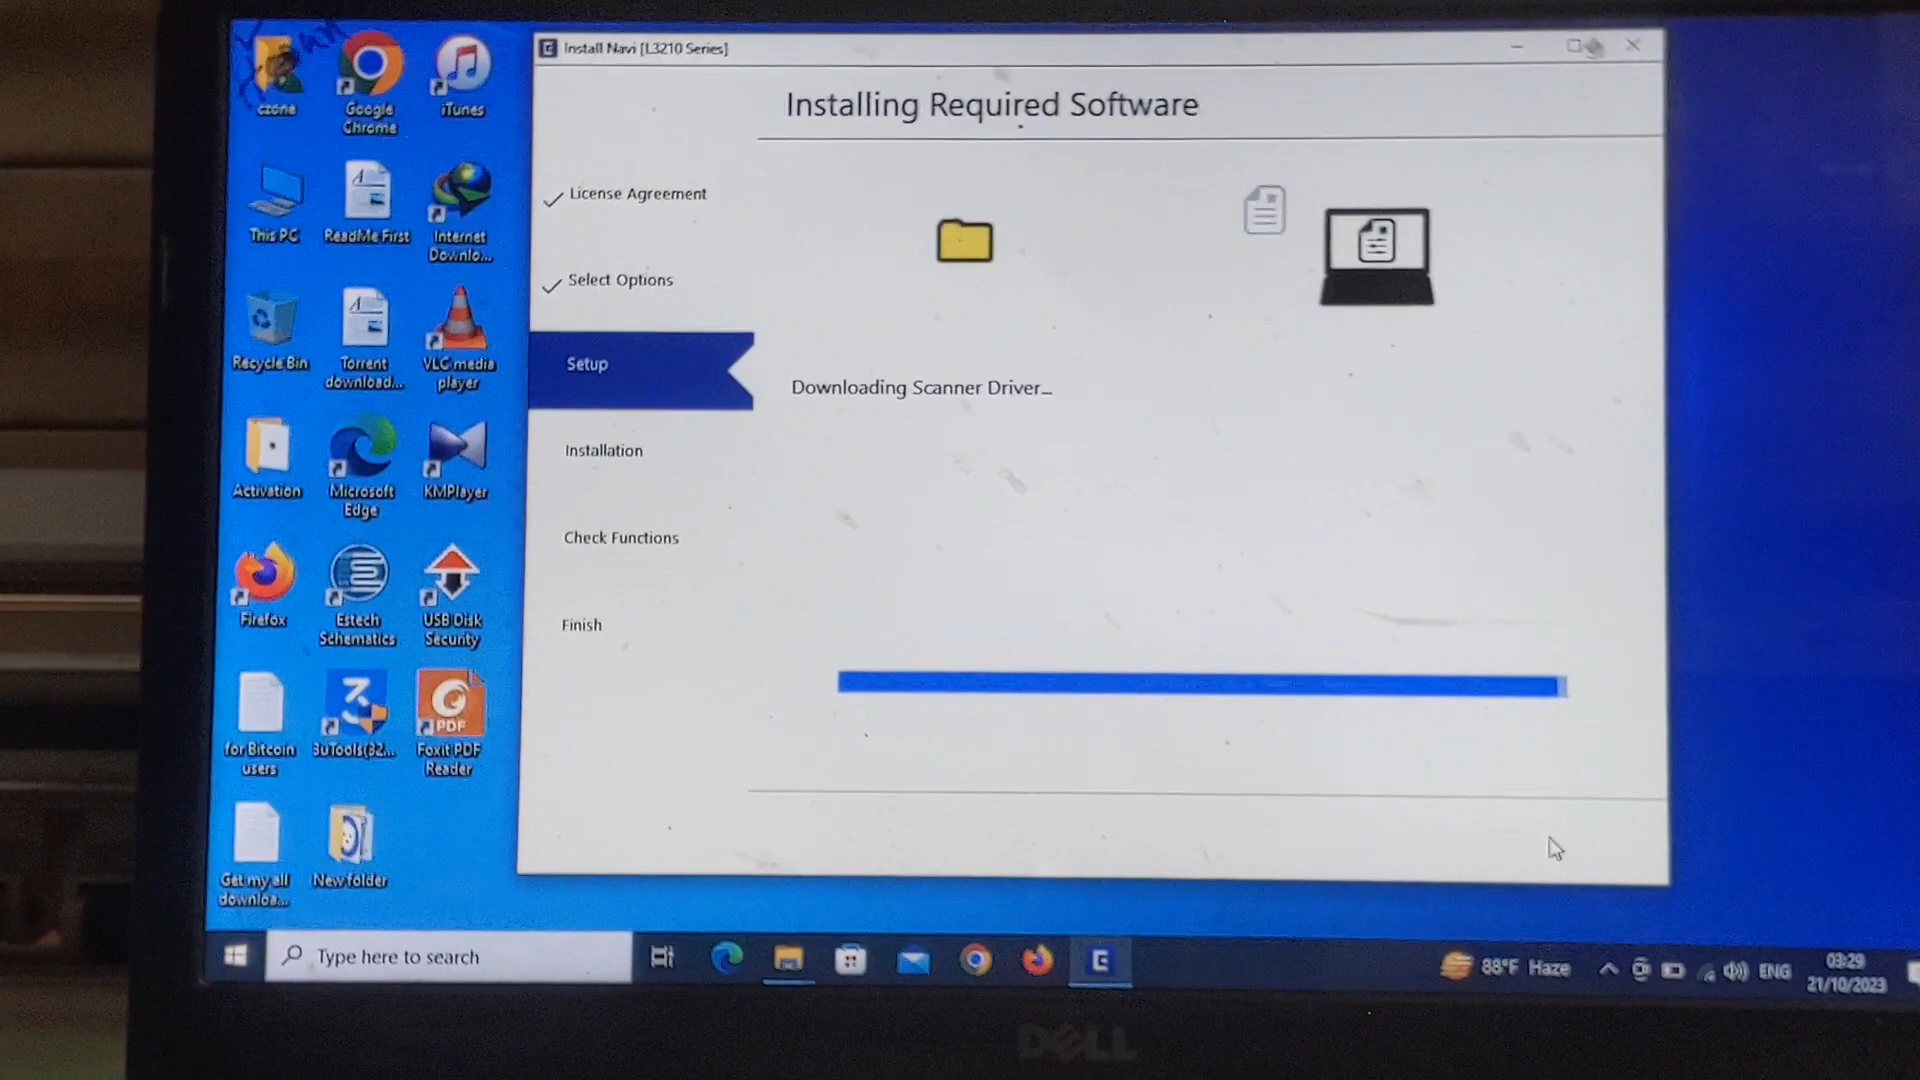 czone
Google
Chrome
iTunes
This PC
ReadMe First
Internet
Downlo...
Recycle Bin
Torrent
download...
VLC media
player
Activation
Microsoft
Edge
KMPlayer
Firefox
Estech
Schematics
USB Disk
Security
for Bitcoin
users
3uTools(32...
PDF
Foxit PDF
Reader
Get my all
downloa...
New folder
Install Navi [L3210 Series]
Installing Required Software
License Agreement
Select Options
Setup
Installation
Check Functions
Finish
Downloading Scanner Driver...
Type here to search
88°F Haze
ENG
03:29
21/10/2023
DELL